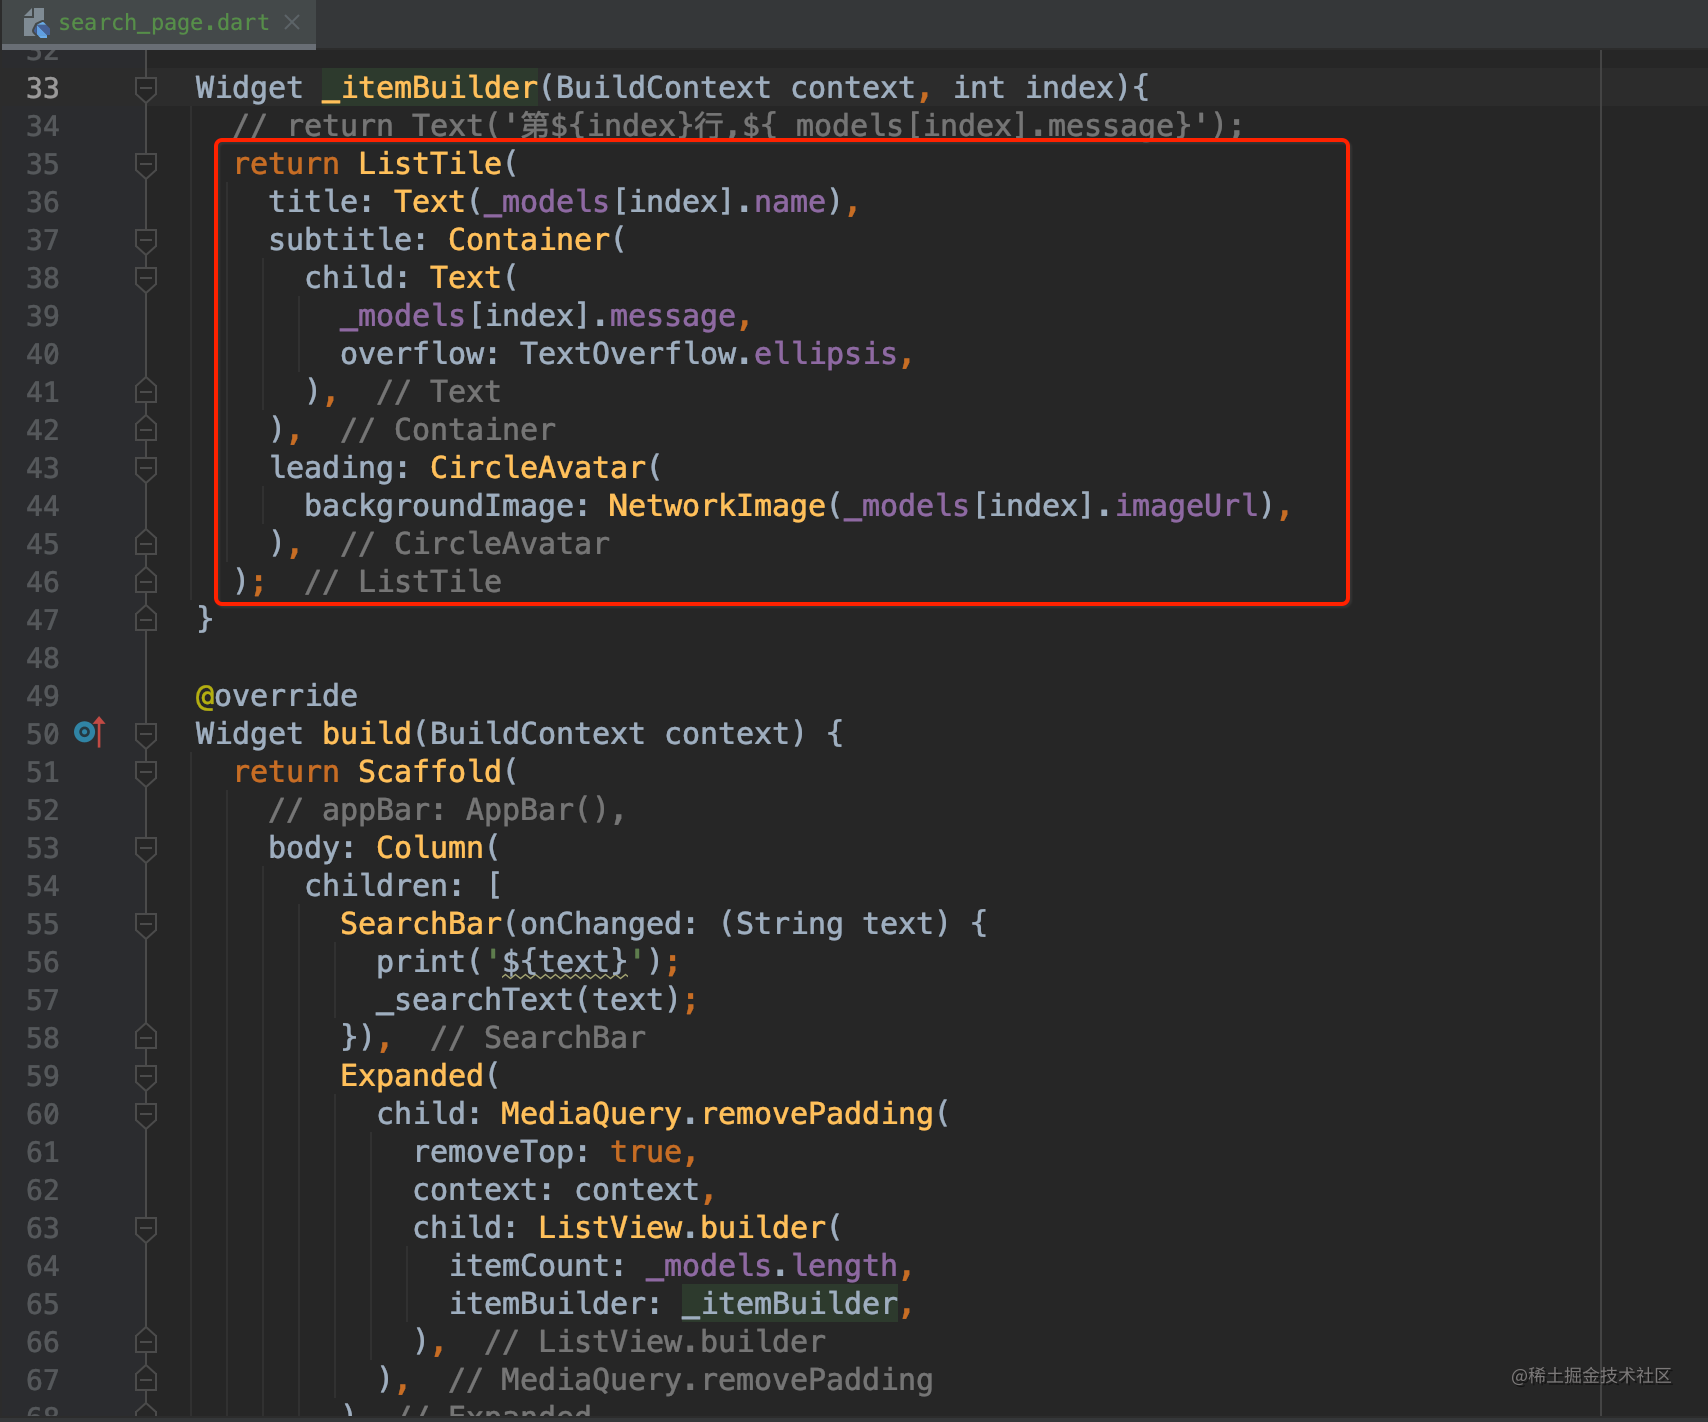 search_page.dart
32
33 Widget _itemBuilder(BuildContext context, int index){
34 // return Text('第${index}行,${_models[index].message}');
35 return ListTile(
36 title: Text(_models[index].name),
37 subtitle: Container(
38 child: Text(
39 _models[index].message,
40 overflow: TextOverflow.ellipsis,
41 ), // Text
42 ), // Container
43 leading: CircleAvatar(
44 backgroundImage: NetworkImage(_models[index].imageUrl),
45 ), // CircleAvatar
46 ); // ListTile
47 }
48
49 @override
50 Widget build(BuildContext context) {
51 return Scaffold(
52 // appBar: AppBar(),
53 body: Column(
54 children: [
55 SearchBar(onChanged: (String text) {
56 print('${text}');
57 _searchText(text);
58 }), // SearchBar
59 Expanded(
60 child: MediaQuery.removePadding(
61 removeTop: true,
62 context: context,
63 child: ListView.builder(
64 itemCount: _models.length,
65 itemBuilder: _itemBuilder,
66 ), // ListView.builder
67 ), // MediaQuery.removePadding
68 ) // Expanded
@稀土掘金技术社区